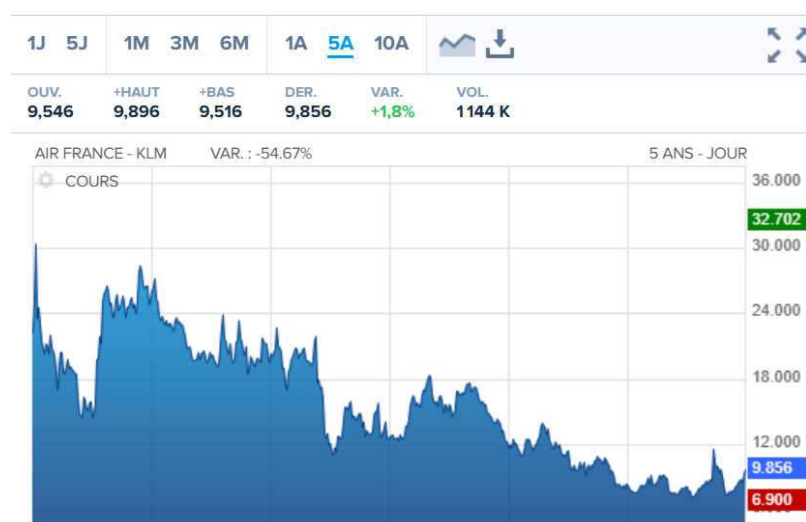 1J 5J 1M 3M 6M 1A 5A 10A
OUV. +HAUT +BAS DER. VAR. VOL.
9,546 9,896 9,516 9,856 +1,8% 1 144 K
AIR FRANCE - KLM VAR. : -54.67% 5 ANS - JOUR
COURS
36.000
32.702
30.000
24.000
18.000
12.000
9.856
6.900